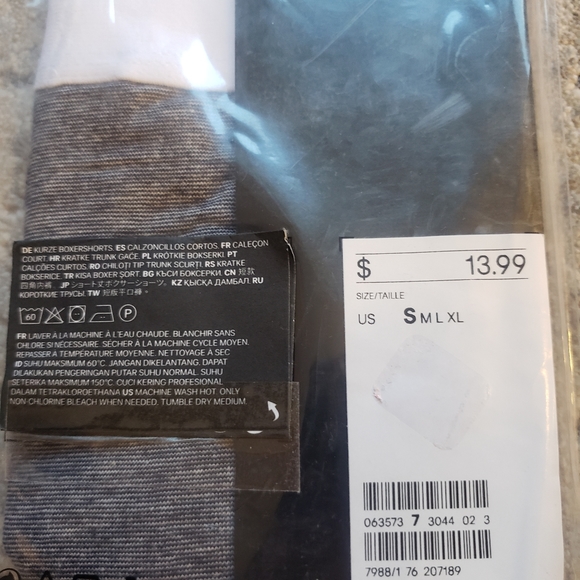 DE KURZE BOXERSHORTS. ES CALZONCILLOS CORTOS. FR CALEÇON
COURT. HR KRATKE TRUNK GAĆE. PL KRÓTKIE BOKSERKI. PT
CALÇÕES CURTOS. RO CHILOȚI TIP TRUNK SCURȚI. RS KRATKE
BOKSERICE. TR KISA BOXER ŞORT. BG КЪСИ БОКСЕРКИ. CN 短款
四角内裤 JP ショート丈ボクサーショーツ。 KZ ҚЫСҚА ДАМБАЛ. RU
КОРОТКИЕ ТРУСЫ. TW 短版平口褲。
P
FR LAVER À LA MACHINE À L'EAU CHAUDE. BLANCHIR SANS
CHLORE SI NÉCESSAIRE. SÉCHER À LA MACHINE CYCLE MOYEN.
REPASSER À TEMPÉRATURE MOYENNE. NETTOYAGE À SEC
ID SUHU MAKSIMUM 60°C. JANGAN DIKELANTANG. DAPAT
DILAKUKAN PENGERINGAN PUTAR SUHU NORMAL. SUHU
SETERIKA MAKSIMUM 150°C. CUCI KERING PROFESIONAL
DALAM TETRAKLOROETHANA US MACHINE WASH HOT. ONLY
NON-CHLORINE BLEACH WHEN NEEDED. TUMBLE DRY MEDIUM.
$ 13.99
SIZE/TAILLE
US S M L XL
063573 7 3044 02 3
7988/1 76 207189